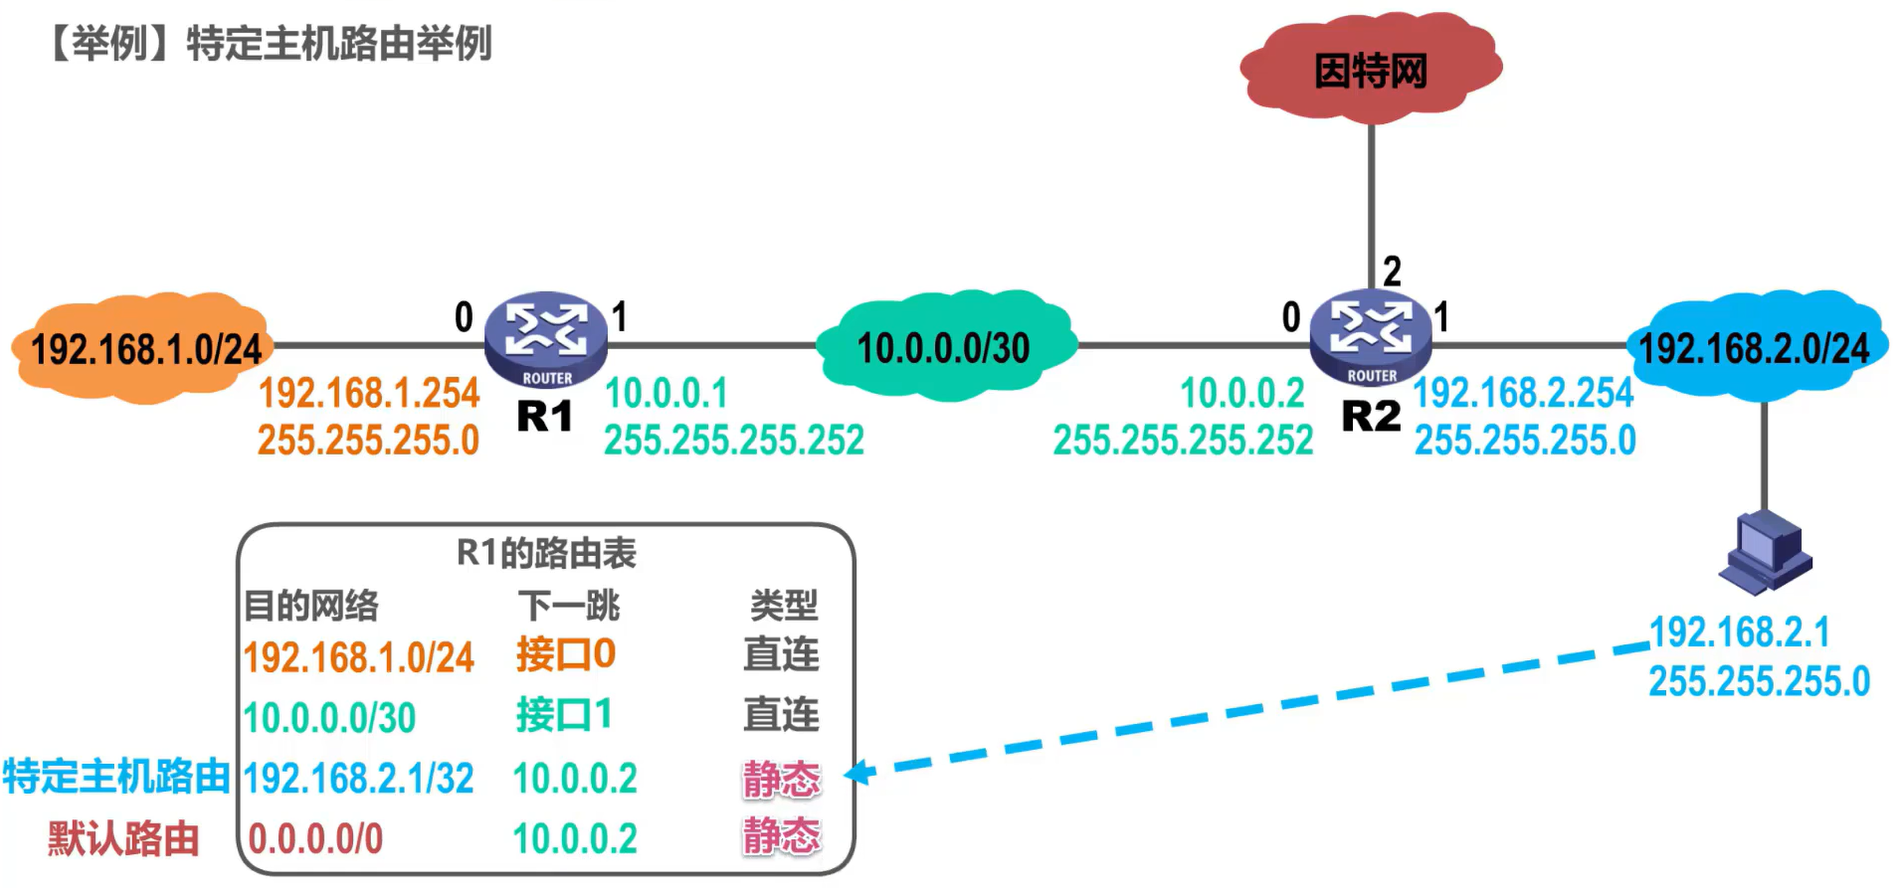 【举例】特定主机路由举例
因特网
2
0
1
0
1
192.168.1.0/24
10.0.0.0/30
192.168.2.0/24
ROUTER
ROUTER
192.168.1.254
255.255.255.0
R1
10.0.0.1
255.255.255.252
10.0.0.2
255.255.255.252
R2
192.168.2.254
255.255.255.0
192.168.2.1
255.255.255.0
R1的路由表
目的网络 下一跳 类型
192.168.1.0/24 接口0 直连
10.0.0.0/30 接口1 直连
特定主机路由 192.168.2.1/32 10.0.0.2 静态
默认路由 0.0.0.0/0 10.0.0.2 静态